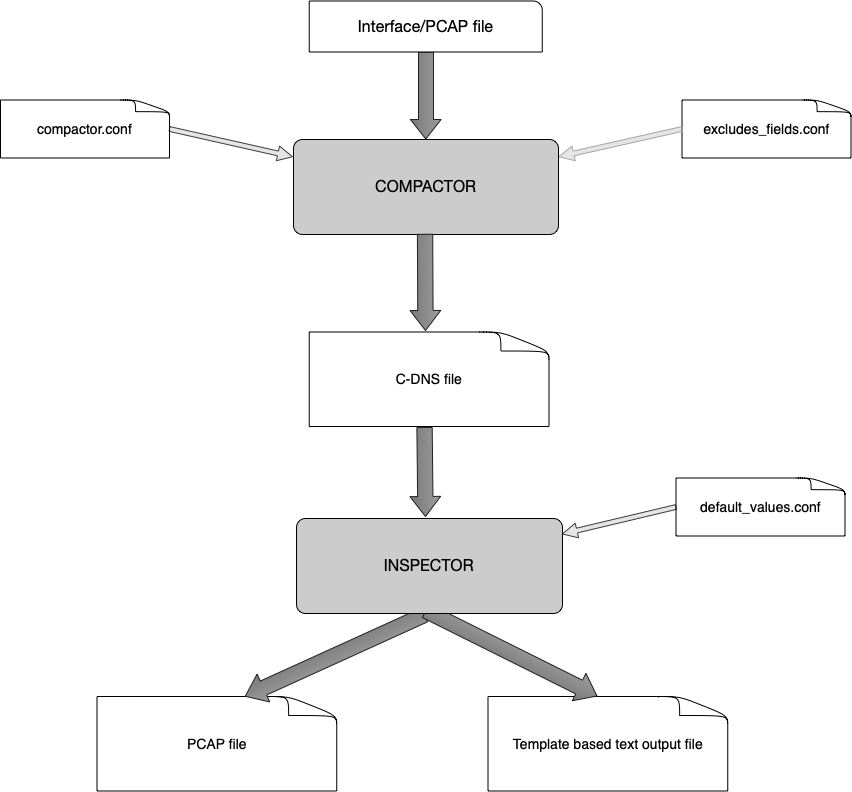 Interface/PCAP file
compactor.conf
excludes_fields.conf
COMPACTOR
C-DNS file
default_values.conf
INSPECTOR
PCAP file
Template based text output file